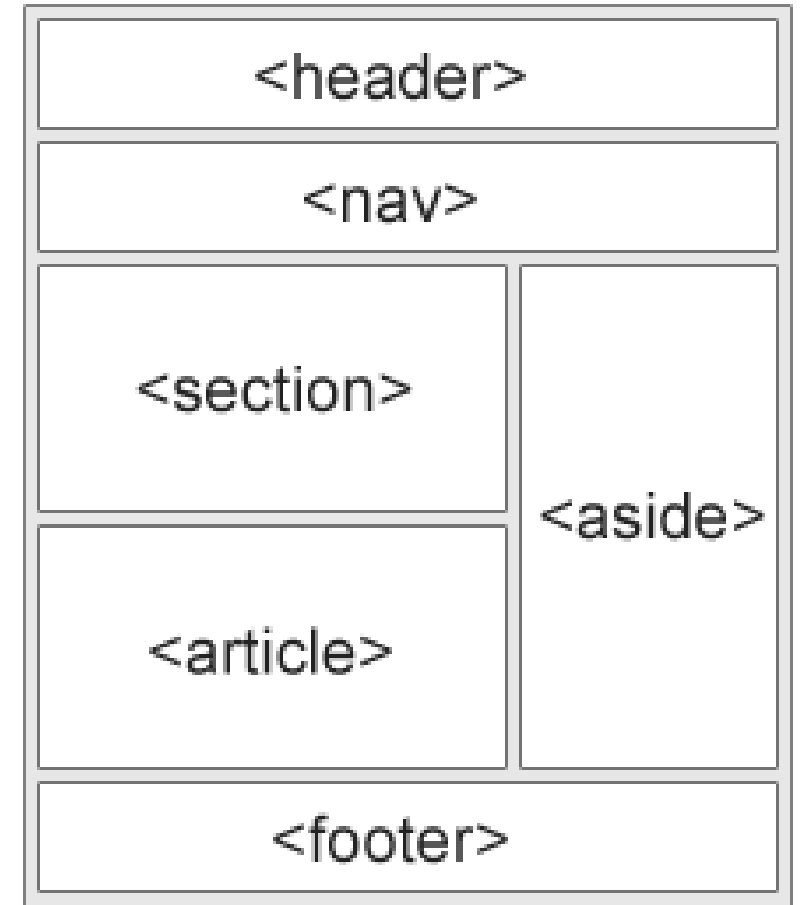 <header>
<nav>
<section>
<aside>
<article>
<footer>